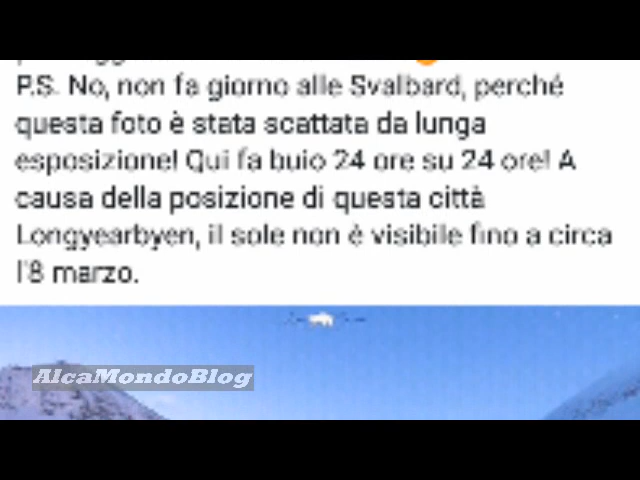 P.S. No, non fa giorno alle Svalbard, perché
questa foto è stata scattata da lunga
esposizione! Qui fa buio 24 ore su 24 ore! A
causa della posizione di questa città
Longyearbyen, il sole non è visibile fino a circa
l'8 marzo.
AlcaMondoBlog